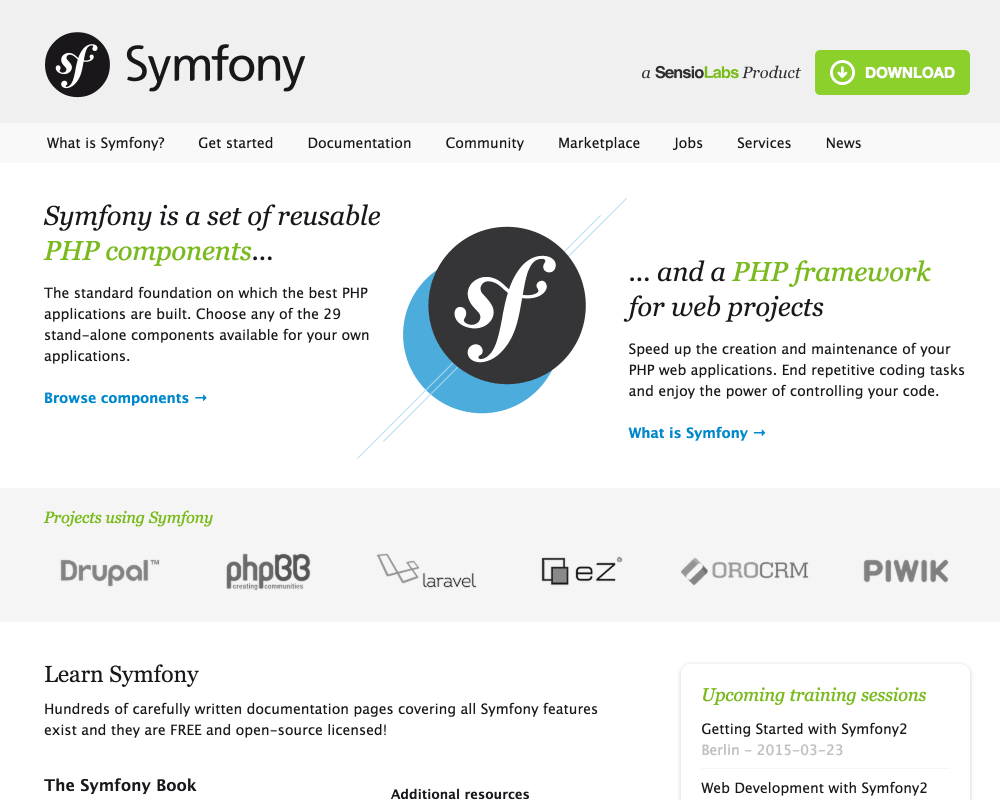 sf Symfony
a SensioLabs Product
DOWNLOAD
What is Symfony? Get started Documentation Community Marketplace Jobs Services News
Symfony is a set of reusable
PHP components...
The standard foundation on which the best PHP
applications are built. Choose any of the 29
stand-alone components available for your own
applications.
Browse components →
sf
... and a PHP framework
for web projects
Speed up the creation and maintenance of your
PHP web applications. End repetitive coding tasks
and enjoy the power of controlling your code.
What is Symfony →
Projects using Symfony
Drupal™
phpBB
creating communities
laravel
eZ®
OROCRM
PIWIK
Learn Symfony
Hundreds of carefully written documentation pages covering all Symfony features
exist and they are FREE and open-source licensed!
The Symfony Book
Additional resources
Upcoming training sessions
Getting Started with Symfony2
Berlin - 2015-03-23
Web Development with Symfony2